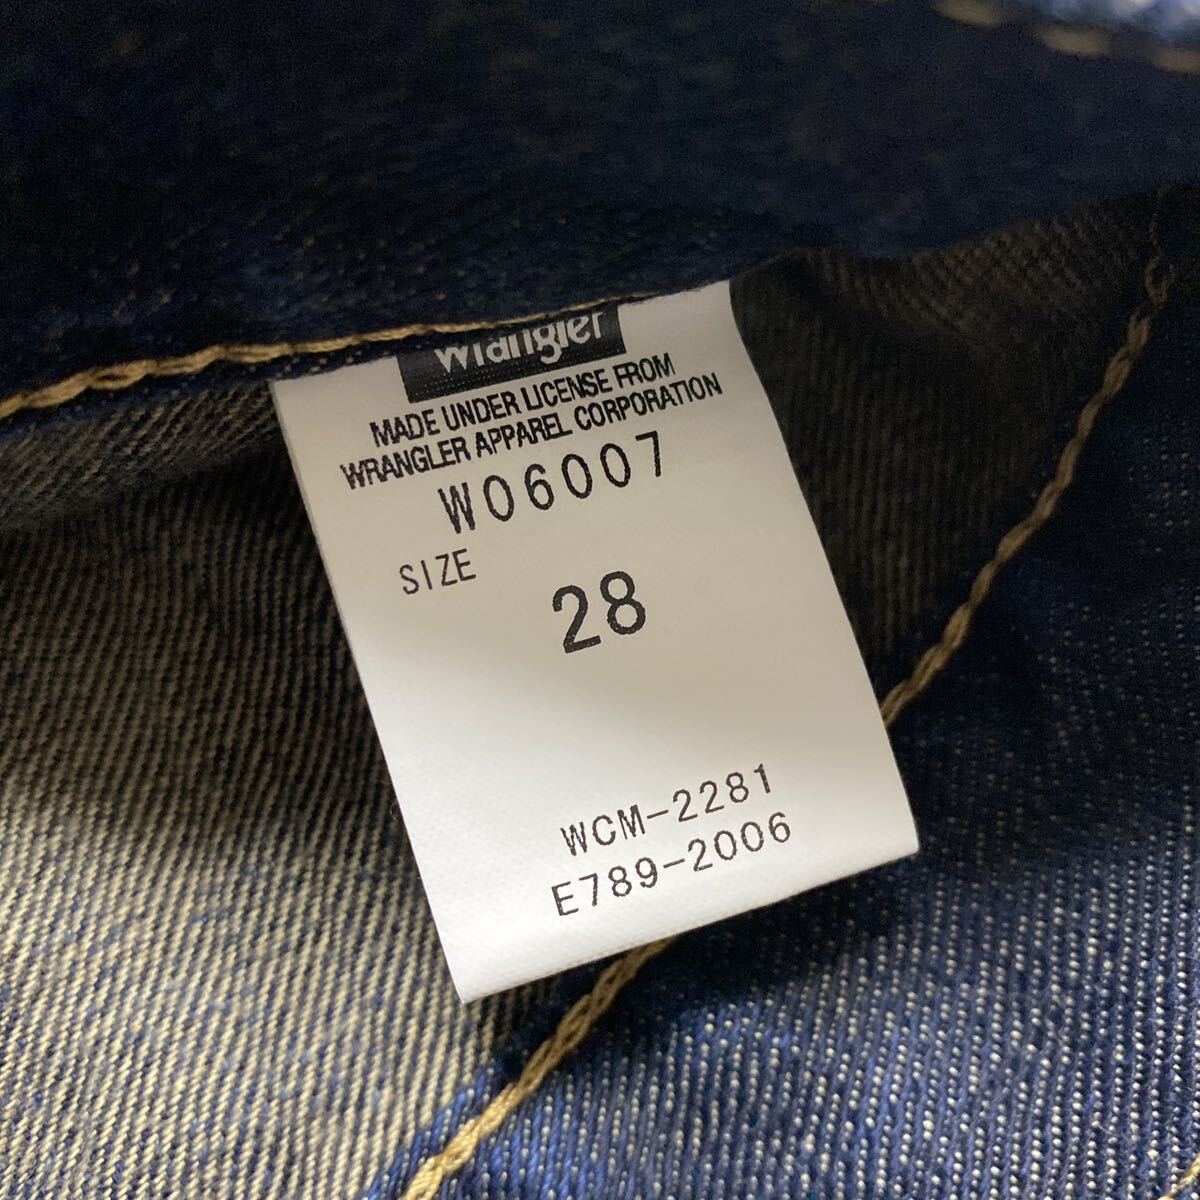 Wrangler
MADE UNDER LICENSE FROM
WRANGLER APPAREL CORPORATION
W06007
SIZE
28
WCM-2281
E789-2006